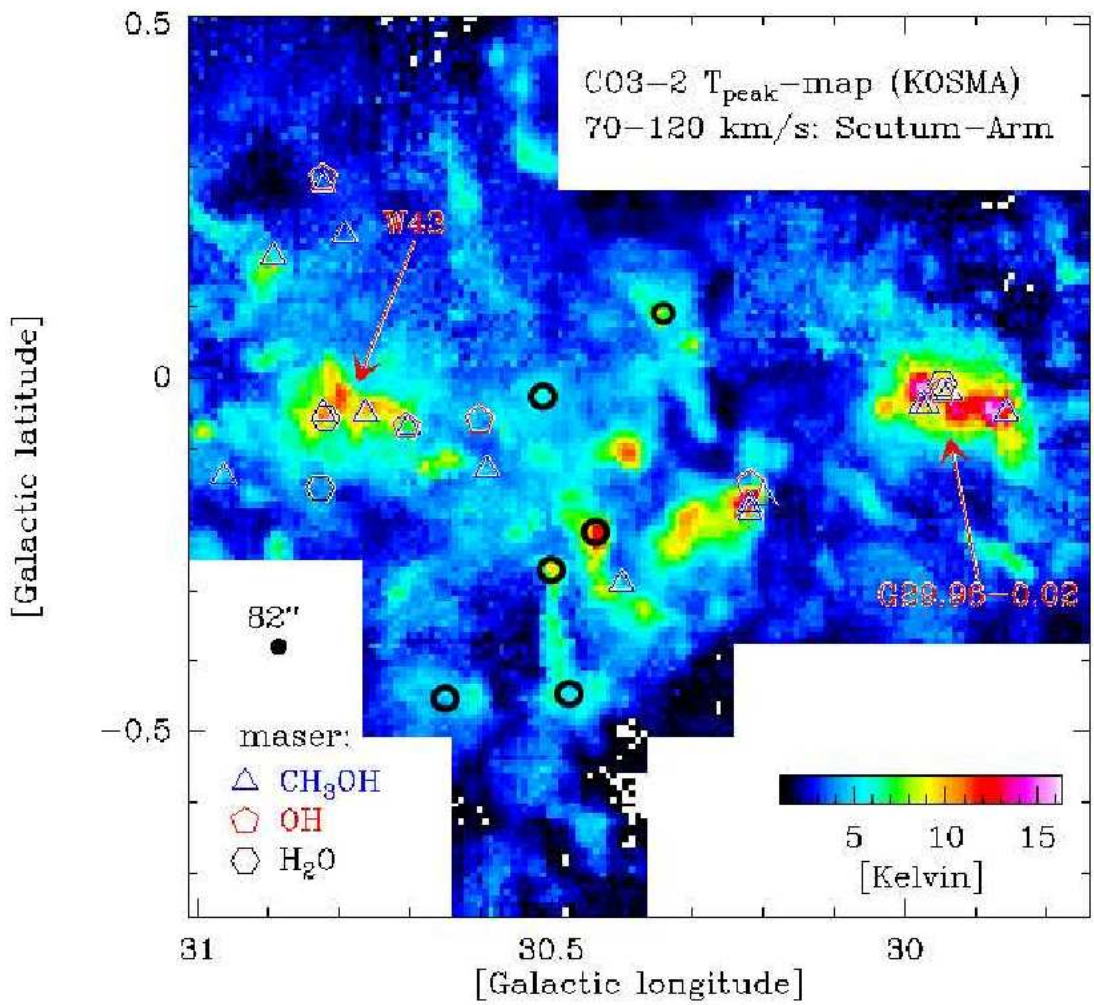 0.5
CO3-2 T_peak-map (KOSMA)
70-120 km/s: Scutum-Arm
W43
[Galactic latitude]
0
G29.96-0.02
82"
-0.5
maser:
CH₃OH
OH
H₂O
5 10 15
[Kelvin]
31 30.5 30
[Galactic longitude]